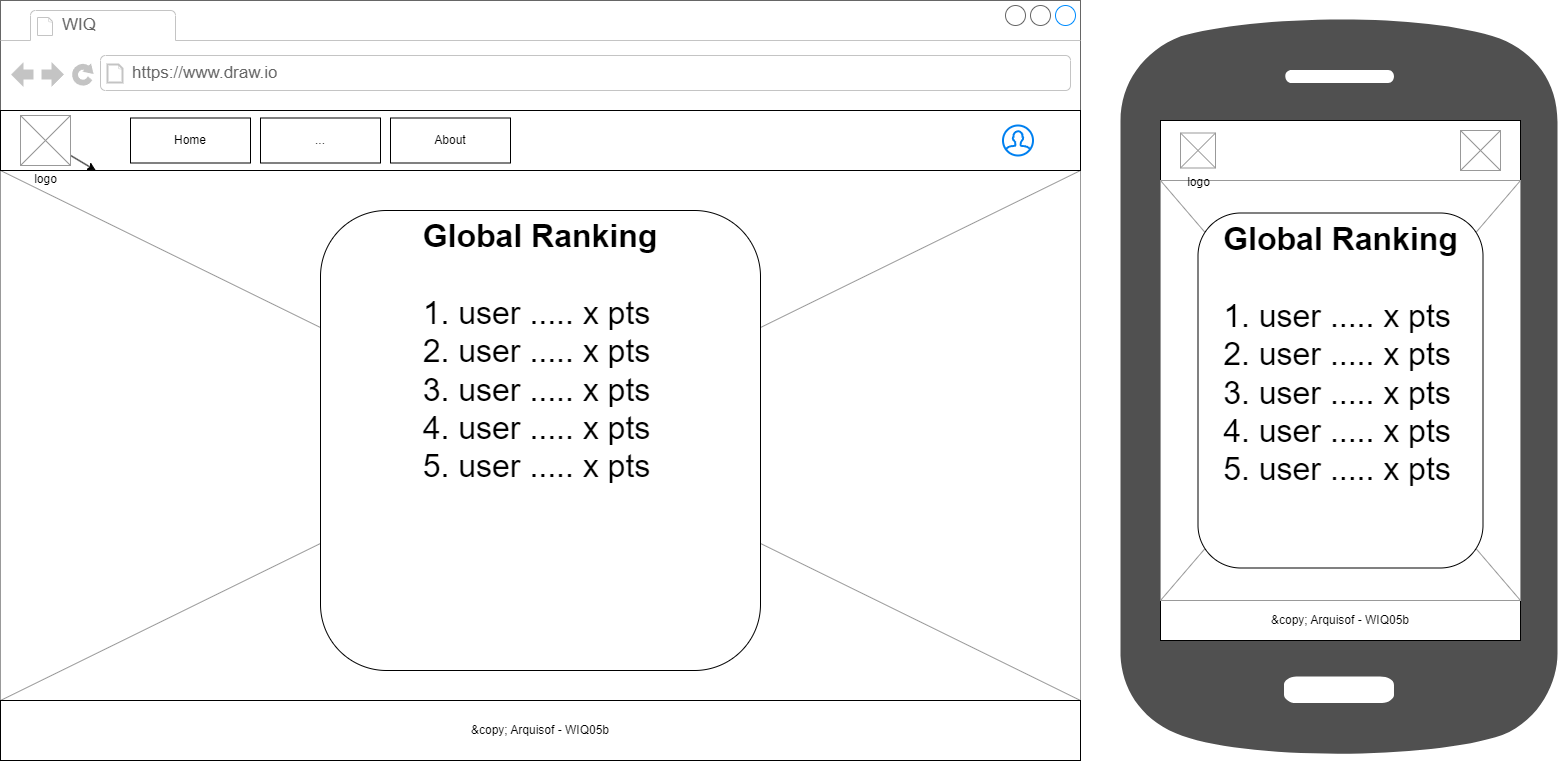 WIQ
https://www.draw.io
Home
...
About
logo
Global Ranking
1. user ..... x pts
2. user ..... x pts
3. user ..... x pts
4. user ..... x pts
5. user ..... x pts
&copy; Arquisof - WIQ05b
logo
Global Ranking
1. user ..... x pts
2. user ..... x pts
3. user ..... x pts
4. user ..... x pts
5. user ..... x pts
&copy; Arquisof - WIQ05b